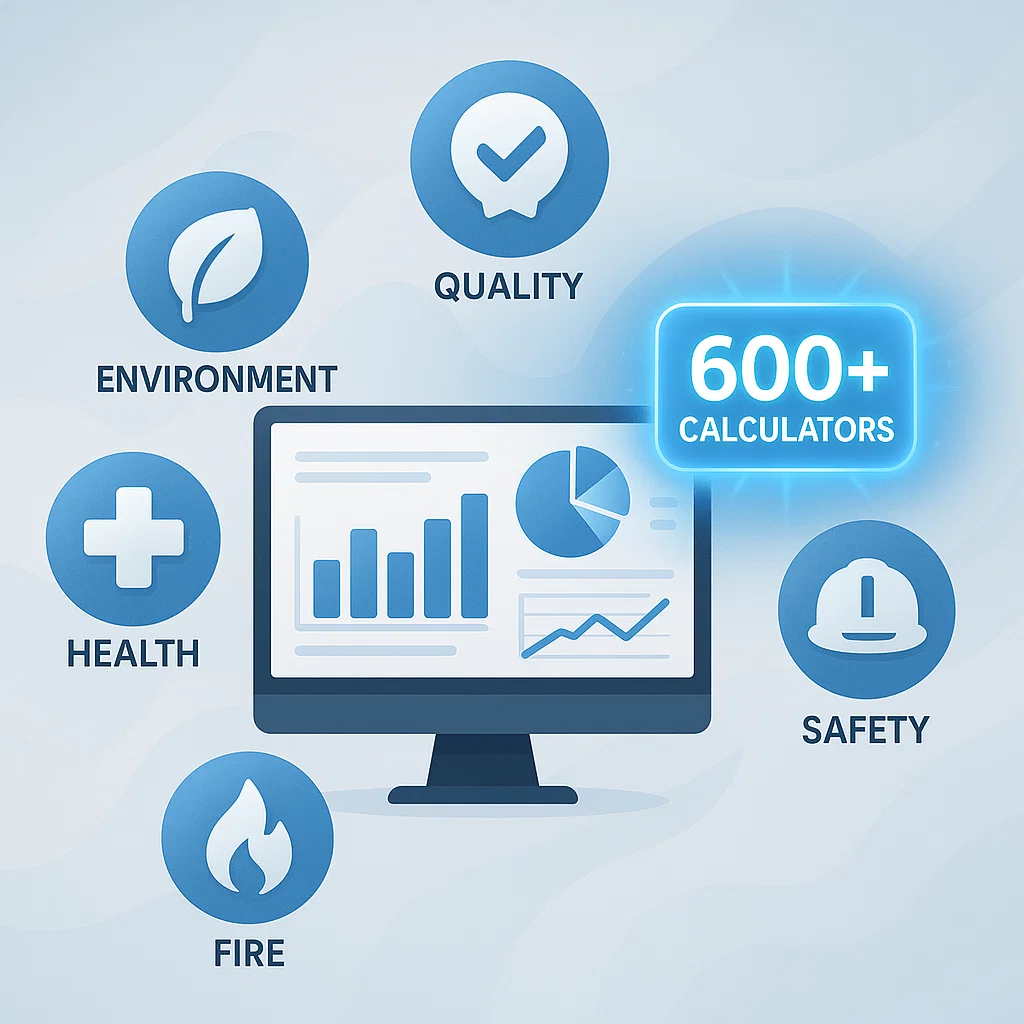 QUALITY
ENVIRONMENT
600+
CALCULATORS
HEALTH
SAFETY
FIRE